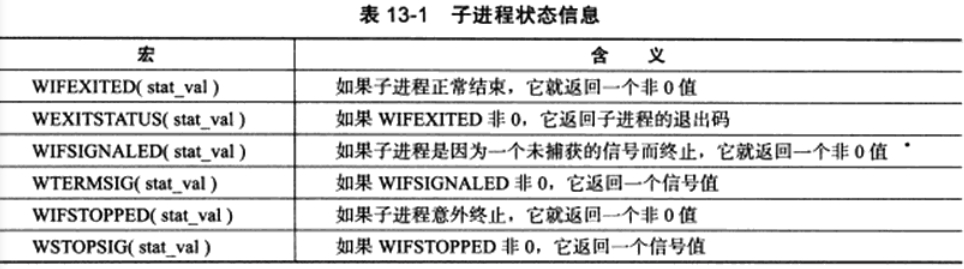 表 13-1 子进程状态信息
宏 含 义
WIFEXITED( stat_val ) 如果子进程正常结束，它就返回一个非 0 值
WEXITSTATUS( stat_val ) 如果 WIFEXITED 非 0，它返回子进程的退出码
WIFSIGNALED( stat_val ) 如果子进程是因为一个未捕获的信号而终止，它就返回一个非 0 值
WTERMSIG( stat_val ) 如果 WIFSIGNALED 非 0，它返回一个信号值
WIFSTOPPED( stat_val ) 如果子进程意外终止，它就返回一个非 0 值
WSTOPSIG( stat_val ) 如果 WIFSTOPPED 非 0，它返回一个信号值